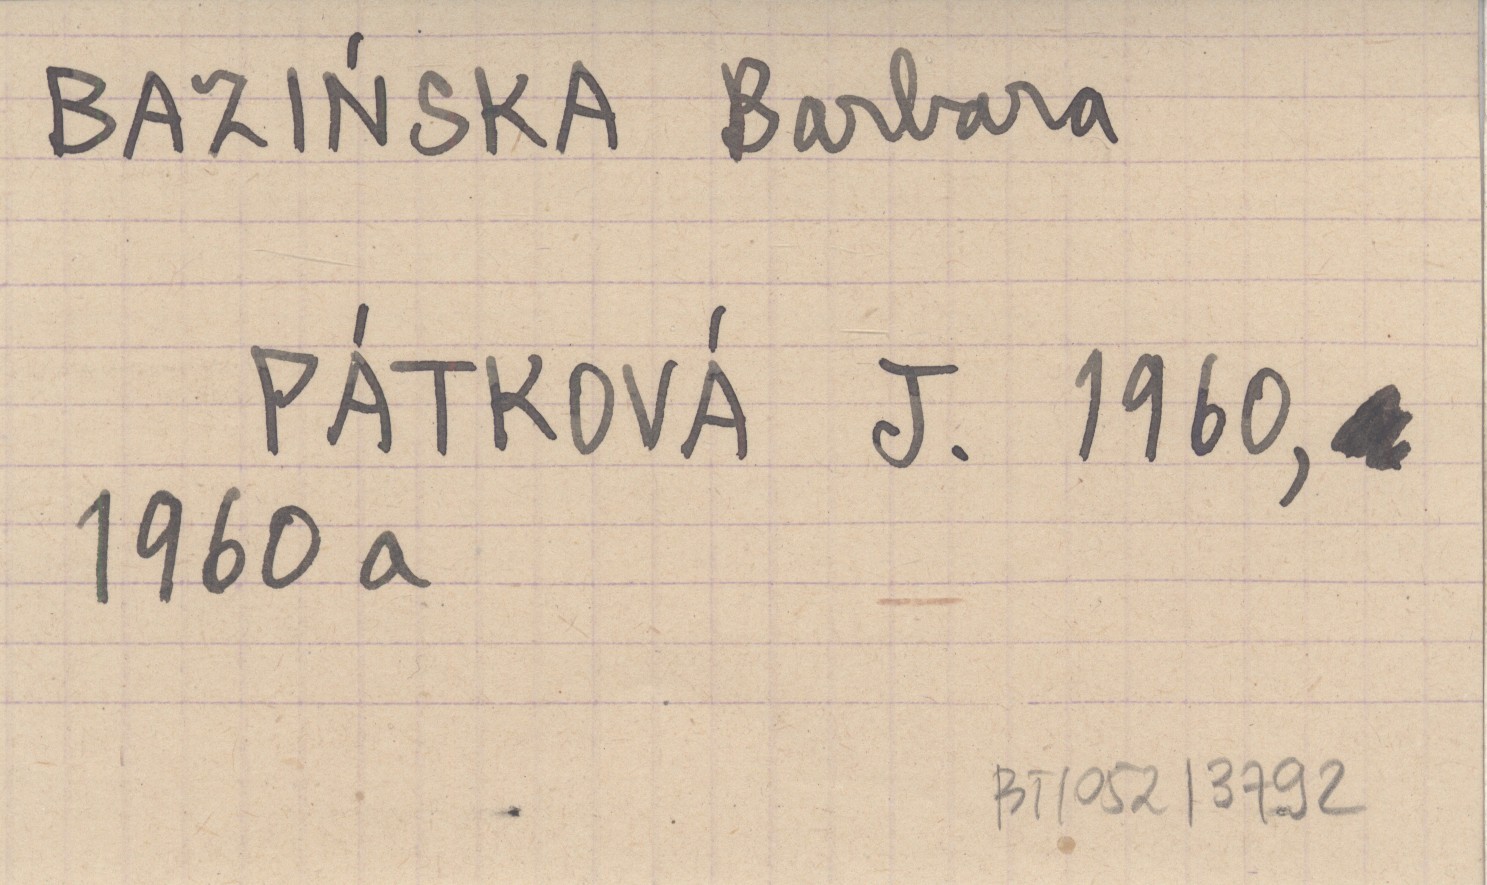 BAZIŃSKA Barbara
PÁTKOVÁ J. 1960,
1960 a
BT/052/3792